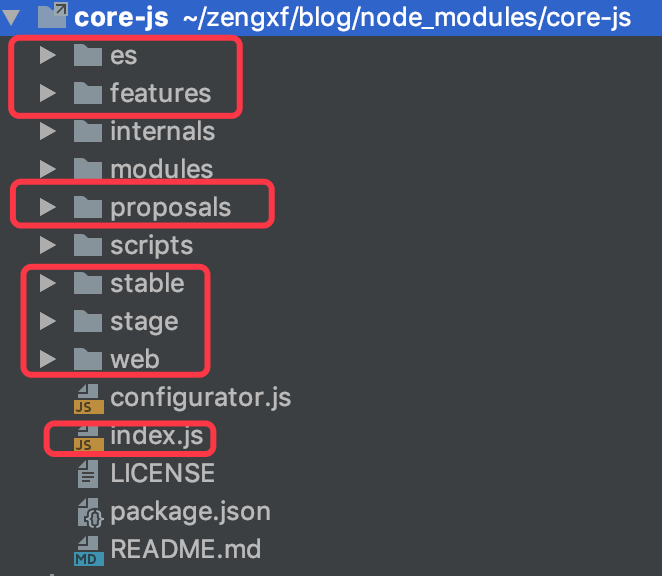 core-js ~/zengxf/blog/node_modules/core-js
es
features
internals
modules
proposals
scripts
stable
stage
web
JS configurator.js
JS index.js
LICENSE
{} package.json
MD README.md